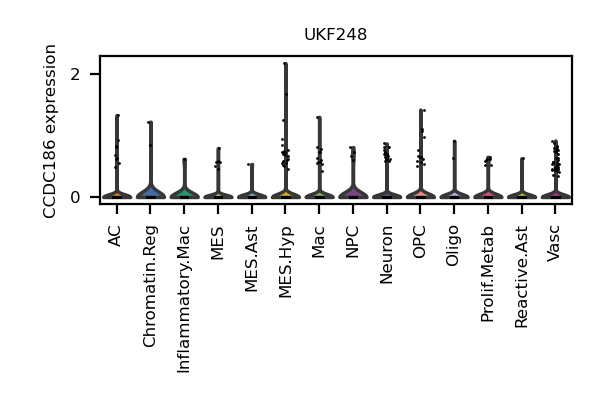 UKF248
CCDC186 expression
2
0
AC
Chromatin.Reg
Inflammatory.Mac
MES
MES.Ast
MES.Hyp
Mac
NPC
Neuron
OPC
Oligo
Prolif.Metab
Reactive.Ast
Vasc